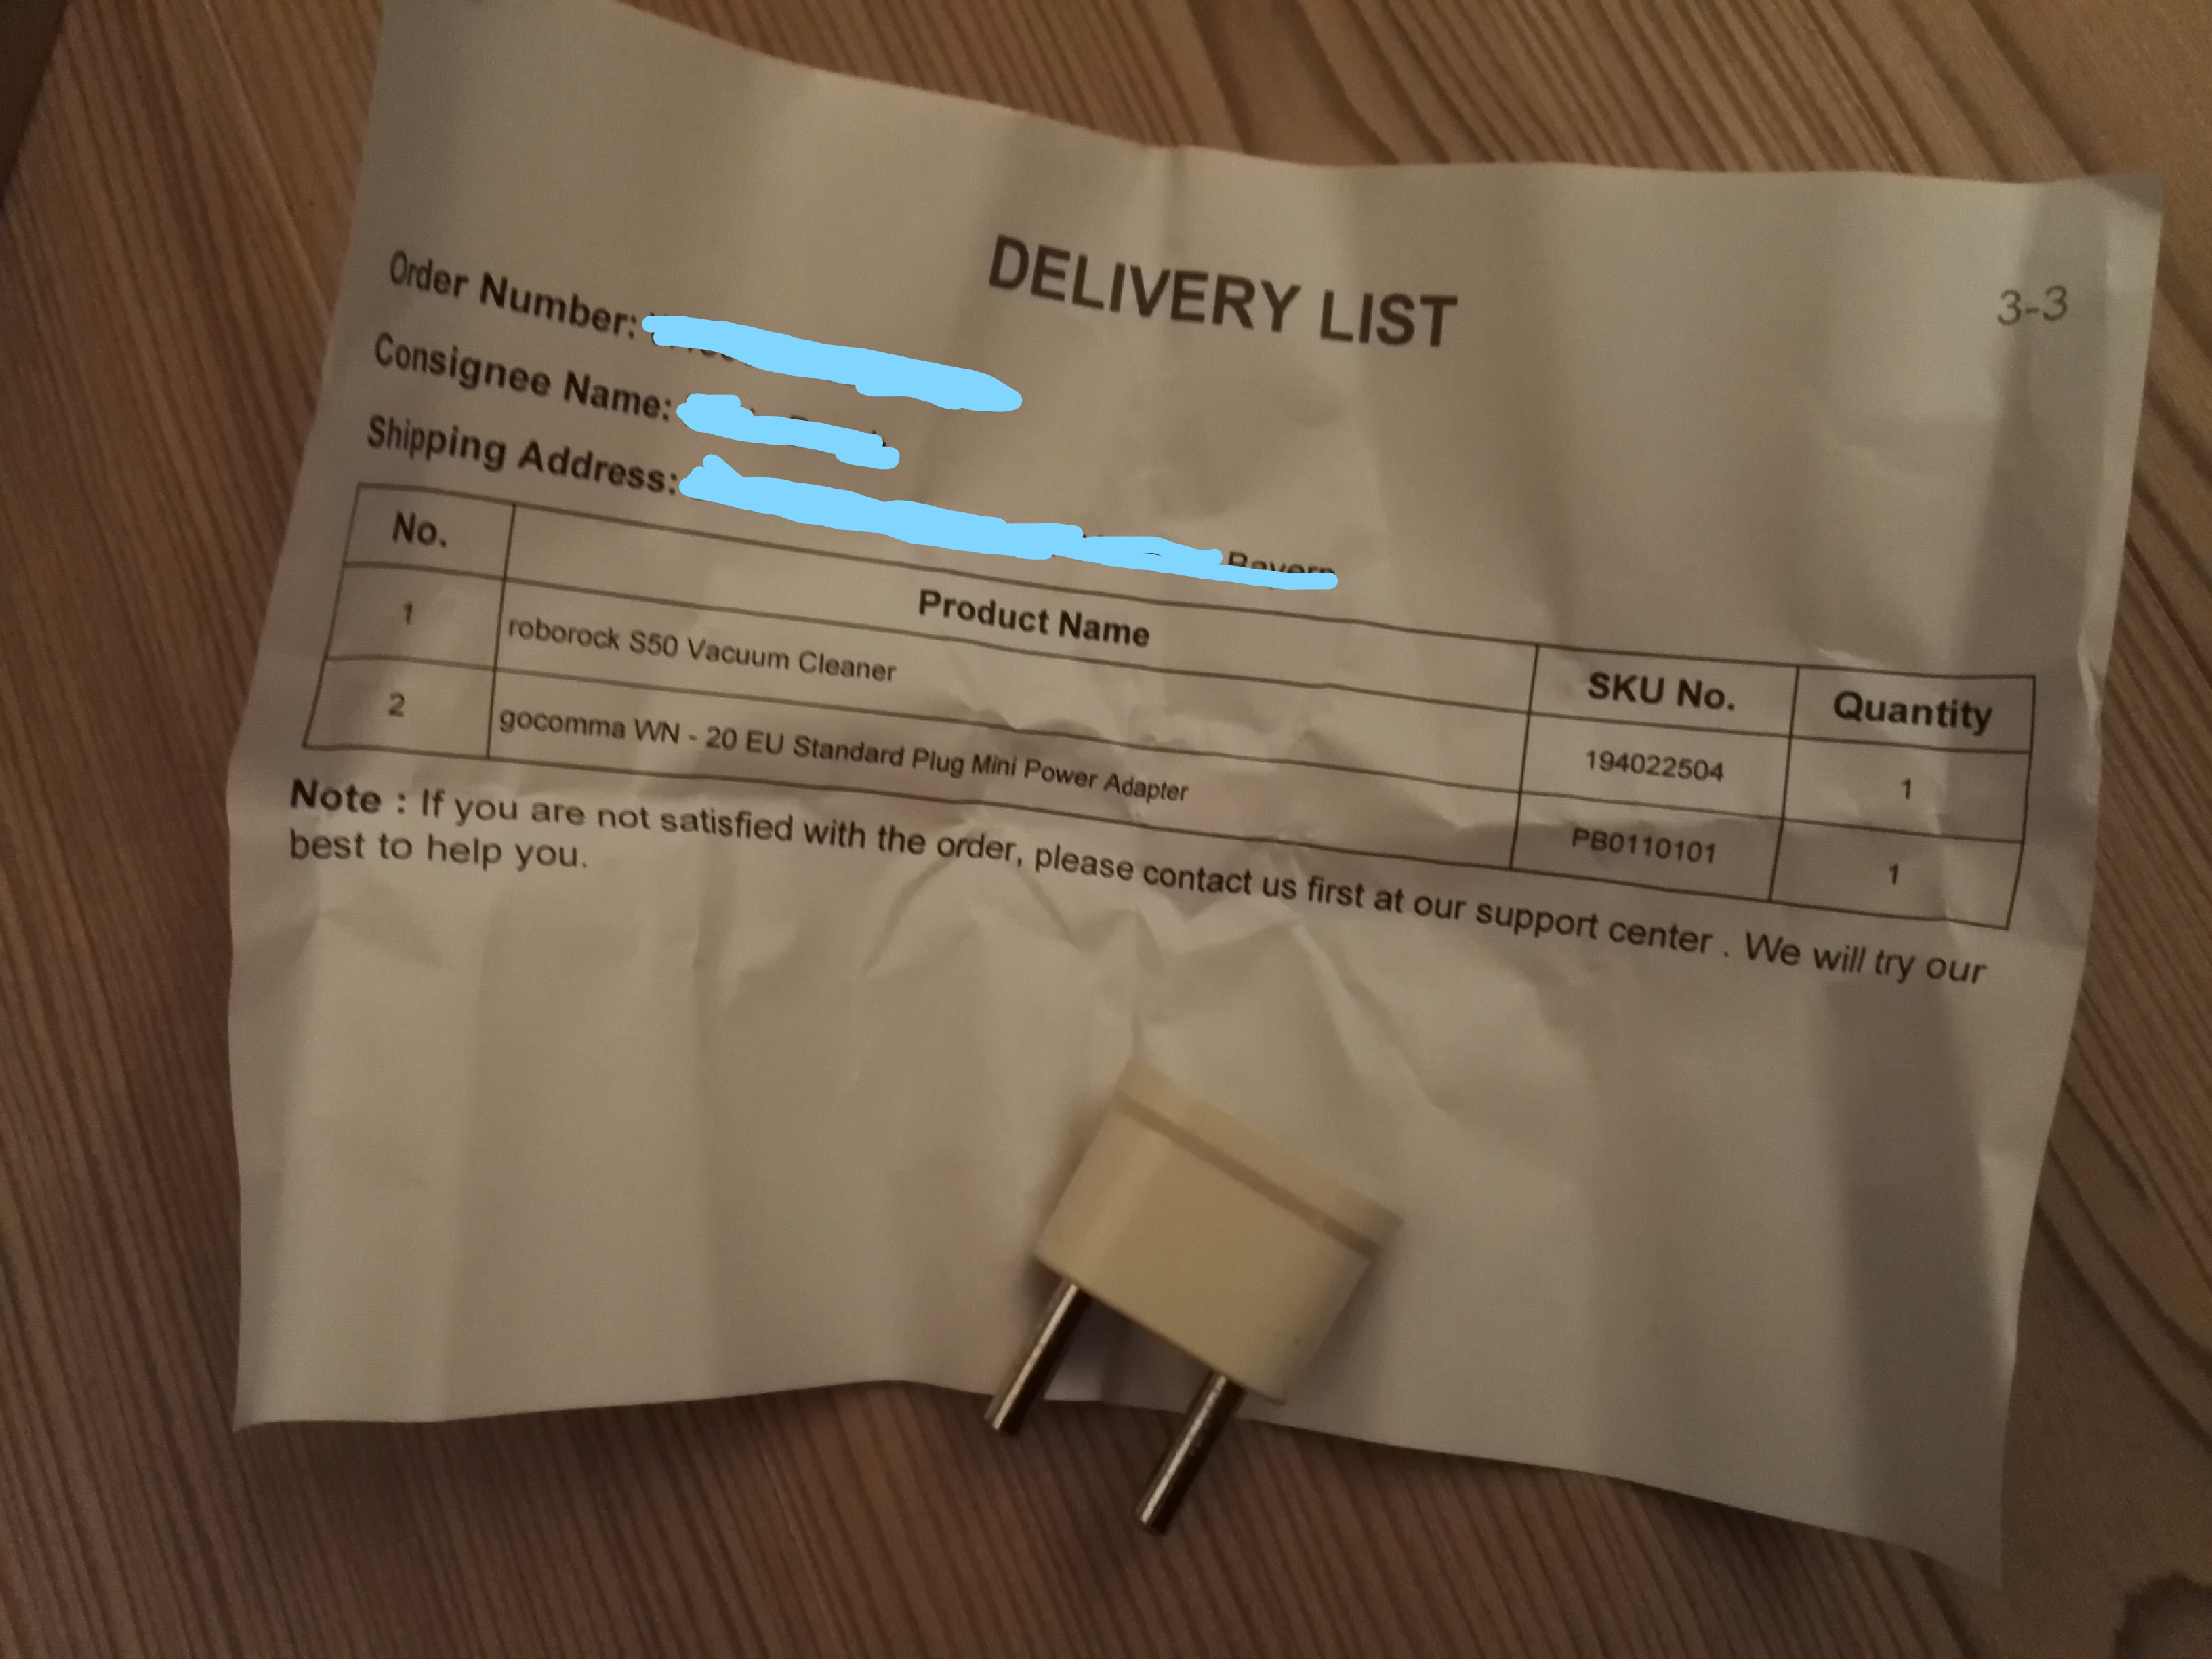 DELIVERY LIST
3-3
Order Number:
Consignee Name:
Shipping Address: Bayern
No. Product Name SKU No. Quantity
1 roborock S50 Vacuum Cleaner 194022504 1
2 gocomma WN - 20 EU Standard Plug Mini Power Adapter PB0110101 1
Note : If you are not satisfied with the order, please contact us first at our support center . We will try our
best to help you.